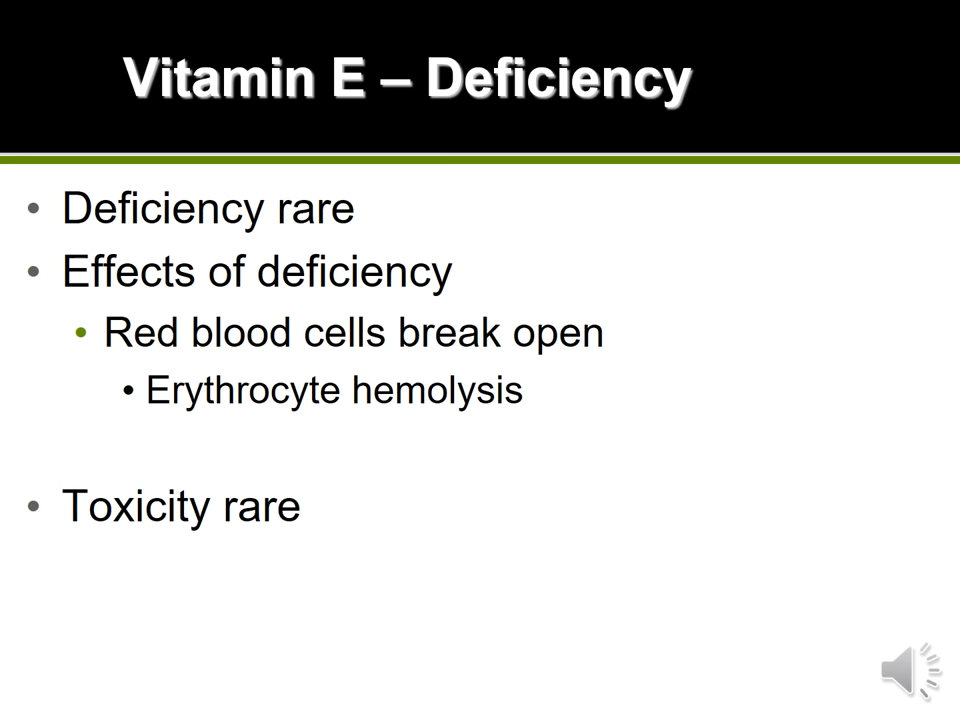 Vitamin E – Deficiency
• Deficiency rare
• Effects of deficiency
• Red blood cells break open
• Erythrocyte hemolysis
• Toxicity rare